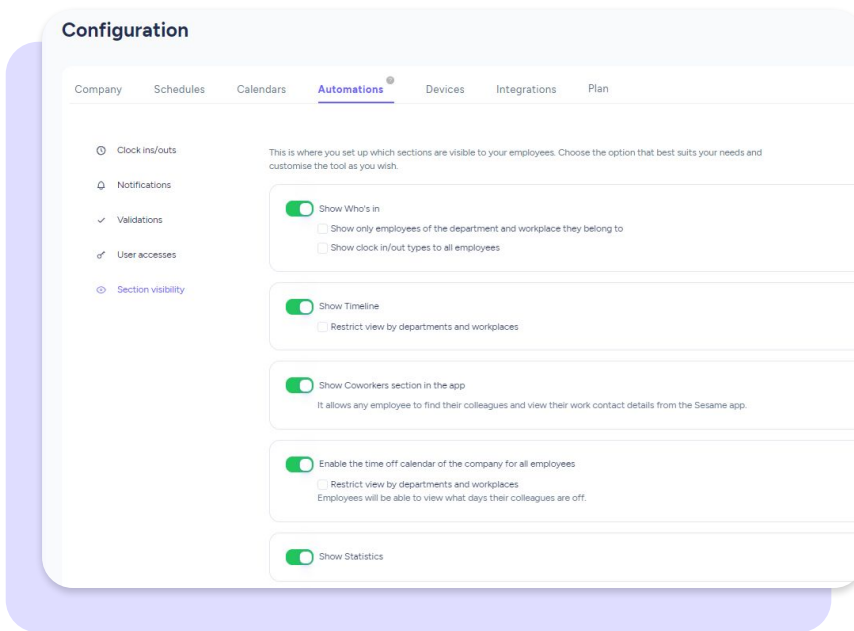 Configuration
Company Schedules Calendars Automations Devices Integrations Plan
Clock ins/outs
Notifications
Validations
User accesses
Section visibility
This is where you set up which sections are visible to your employees. Choose the option that best suits your needs and
customise the tool as you wish.
Show Who's in
Show only employees of the department and workplace they belong to
Show clock in/out types to all employees
Show Timeline
Restrict view by departments and workplaces
Show Coworkers section in the app
It allows any employee to find their colleagues and view their work contact details from the Sesame app.
Enable the time off calendar of the company for all employees
Restrict view by departments and workplaces
Employees will be able to view what days their colleagues are off.
Show Statistics